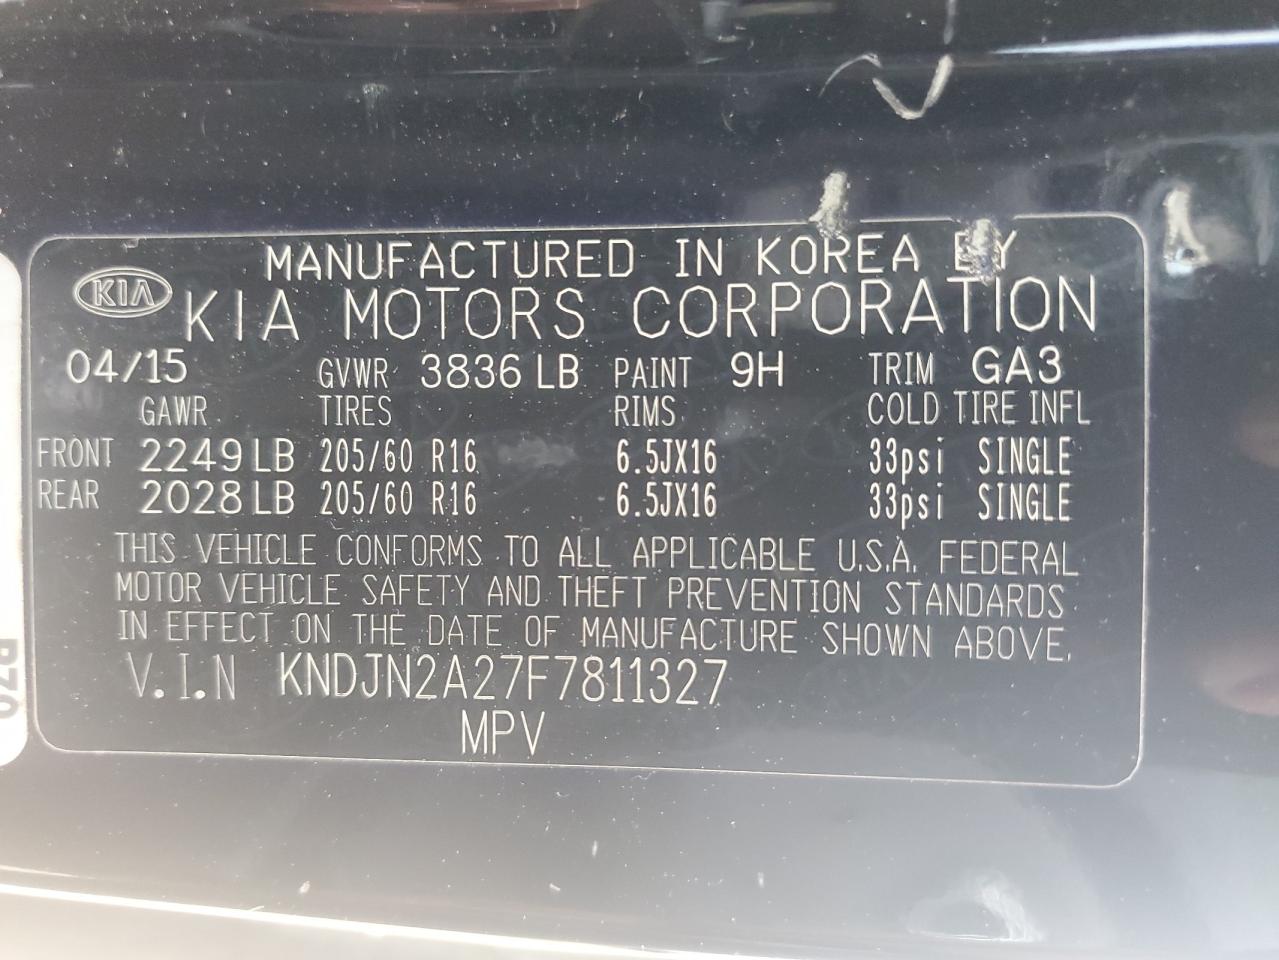 MANUFACTURED IN KOREA BY
KIA KIA MOTORS CORPORATION
04/15 GVWR 3836 LB PAINT 9H TRIM GA3
GAWR TIRES RIMS COLD TIRE INFL
FRONT 2249 LB 205/60 R16 6.5JX16 33psi SINGLE
REAR 2028 LB 205/60 R16 6.5JX16 33psi SINGLE
THIS VEHICLE CONFORMS TO ALL APPLICABLE U.S.A. FEDERAL
MOTOR VEHICLE SAFETY AND THEFT PREVENTION STANDARDS
IN EFFECT ON THE DATE OF MANUFACTURE SHOWN ABOVE.
V.I.N KNDJN2A27F7811327
MPV